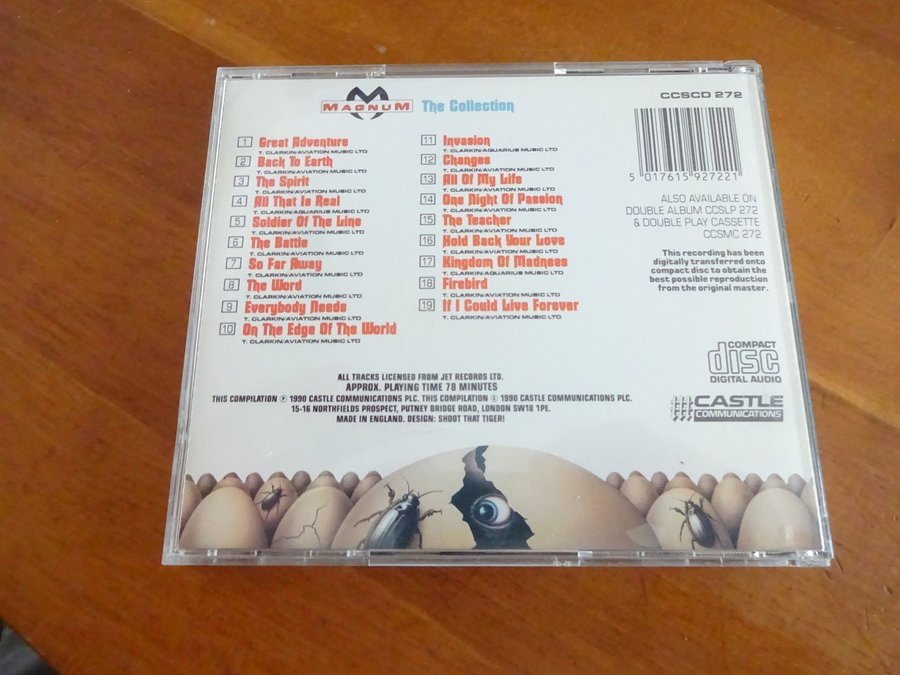 MAGNUM The Collection
CCSCD 272
1 Great Adventure
T. CLARKIN/AVIATION MUSIC LTD
2 Back To Earth
T. CLARKIN/AVIATION MUSIC LTD
3 The Spirit
T. CLARKIN/AVIATION MUSIC LTD
4 All That Is Real
T. CLARKIN/AQUARIUS MUSIC LTD
5 Soldier Of The Line
T. CLARKIN/AVIATION MUSIC LTD
6 The Battle
T. CLARKIN/AVIATION MUSIC LTD
7 So Far Away
T. CLARKIN/AVIATION MUSIC LTD
8 The Word
T. CLARKIN/AVIATION MUSIC LTD
9 Everybody Needs
T. CLARKIN/AVIATION MUSIC LTD
10 On The Edge Of The World
T. CLARKIN/AVIATION MUSIC LTD
11 Invasion
T. CLARKIN/AQUARIUS MUSIC LTD
12 Changes
T. CLARKIN/AVIATION MUSIC LTD
13 All Of My Life
T. CLARKIN/AVIATION MUSIC LTD
14 One Night Of Passion
T. CLARKIN/AVIATION MUSIC LTD
15 The Teacher
T. CLARKIN/AVIATION MUSIC LTD
16 Hold Back Your Love
T. CLARKIN/AVIATION MUSIC LTD
17 Kingdom Of Madness
T. CLARKIN/AQUARIUS MUSIC LTD
18 Firebird
T. CLARKIN/AVIATION MUSIC LTD
19 If I Could Live Forever
T. CLARKIN/AVIATION MUSIC LTD
5 017615 927221
ALSO AVAILABLE ON
DOUBLE ALBUM CCSLP 272
& DOUBLE PLAY CASSETTE
CCSMC 272
This recording has been
digitally transferred onto
compact disc to obtain the
best possible reproduction
from the original master.
COMPACT
disc
DIGITAL AUDIO
CASTLE
COMMUNICATIONS
ALL TRACKS LICENSED FROM JET RECORDS LTD.
APPROX. PLAYING TIME 78 MINUTES
THIS COMPILATION ℗ 1990 CASTLE COMMUNICATIONS PLC. THIS COMPILATION © 1990 CASTLE COMMUNICATIONS PLC.
15-16 NORTHFIELDS PROSPECT, PUTNEY BRIDGE ROAD, LONDON SW18 1PE.
MADE IN ENGLAND. DESIGN: SHOOT THAT TIGER!